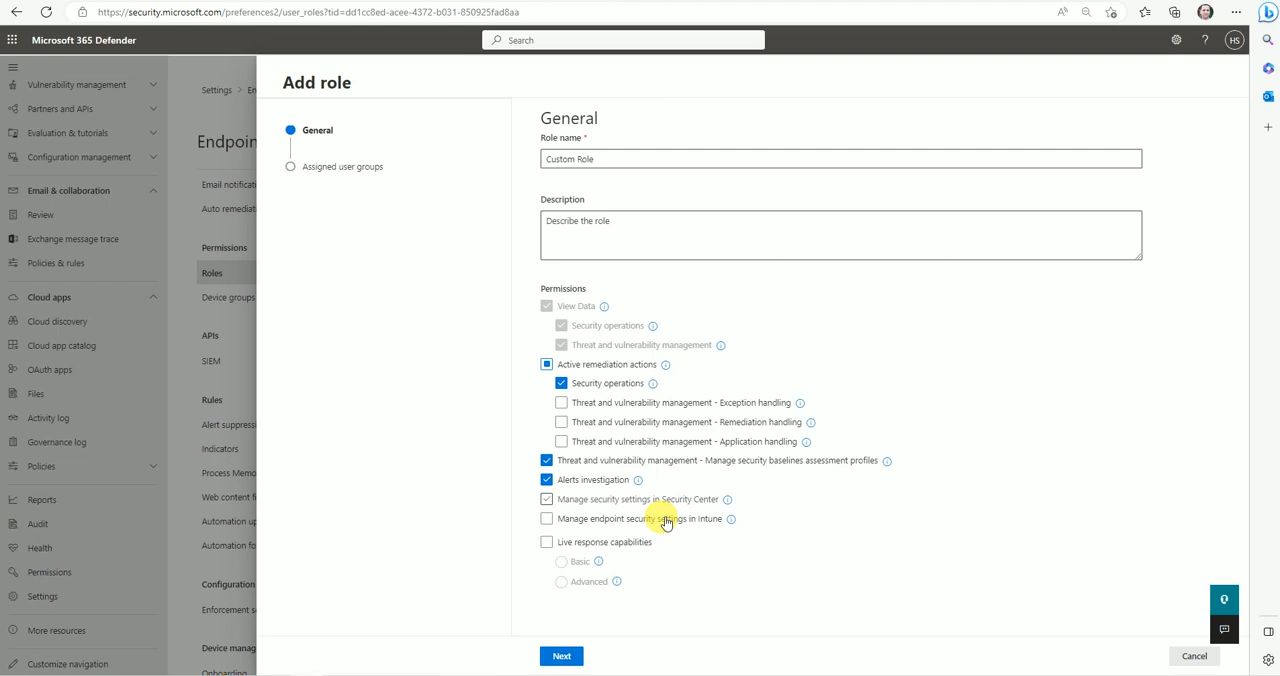 https://security.microsoft.com/preferences2/user_roles?tid=dd1cc8ed-acee-4372-b031-850925fad8aa
Microsoft 365 Defender
Search
HS
Vulnerability management
Partners and APIs
Evaluation & tutorials
Configuration management
Email & collaboration
Review
Exchange message trace
Policies & rules
Cloud apps
Cloud discovery
Cloud app catalog
OAuth apps
Files
Activity log
Governance log
Policies
Reports
Audit
Health
Permissions
Settings
More resources
Customize navigation
Settings > En
Endpoin
Email notificati
Auto remediat
Permissions
Roles
Device groups
APIs
SIEM
Rules
Alert suppress
Indicators
Process Memo
Web content f
Automation up
Automation fo
Configuration
Enforcement s
Device manag
Onboarding
Add role
General
Assigned user groups
General
Role name *
Custom Role
Description
Describe the role
Permissions
View Data
Security operations
Threat and vulnerability management
Active remediation actions
Security operations
Threat and vulnerability management - Exception handling
Threat and vulnerability management - Remediation handling
Threat and vulnerability management - Application handling
Threat and vulnerability management - Manage security baselines assessment profiles
Alerts investigation
Manage security settings in Security Center
Manage endpoint security settings in Intune
Live response capabilities
Basic
Advanced
Next
Cancel